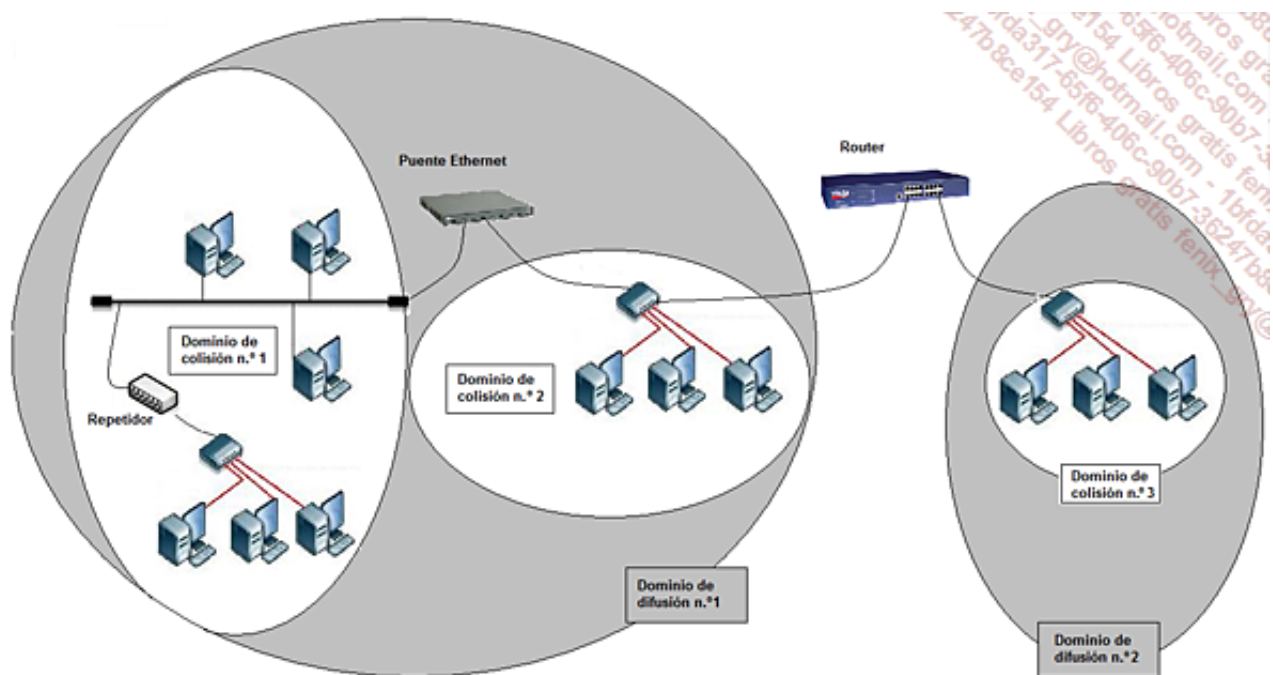 Puente Ethernet
Router
Dominio de
colisión n.º 1
Repetidor
Dominio de
colisión n.º 2
Dominio de
colisión n.º 3
Dominio de
difusión n.º1
Dominio de
difusión n.º2